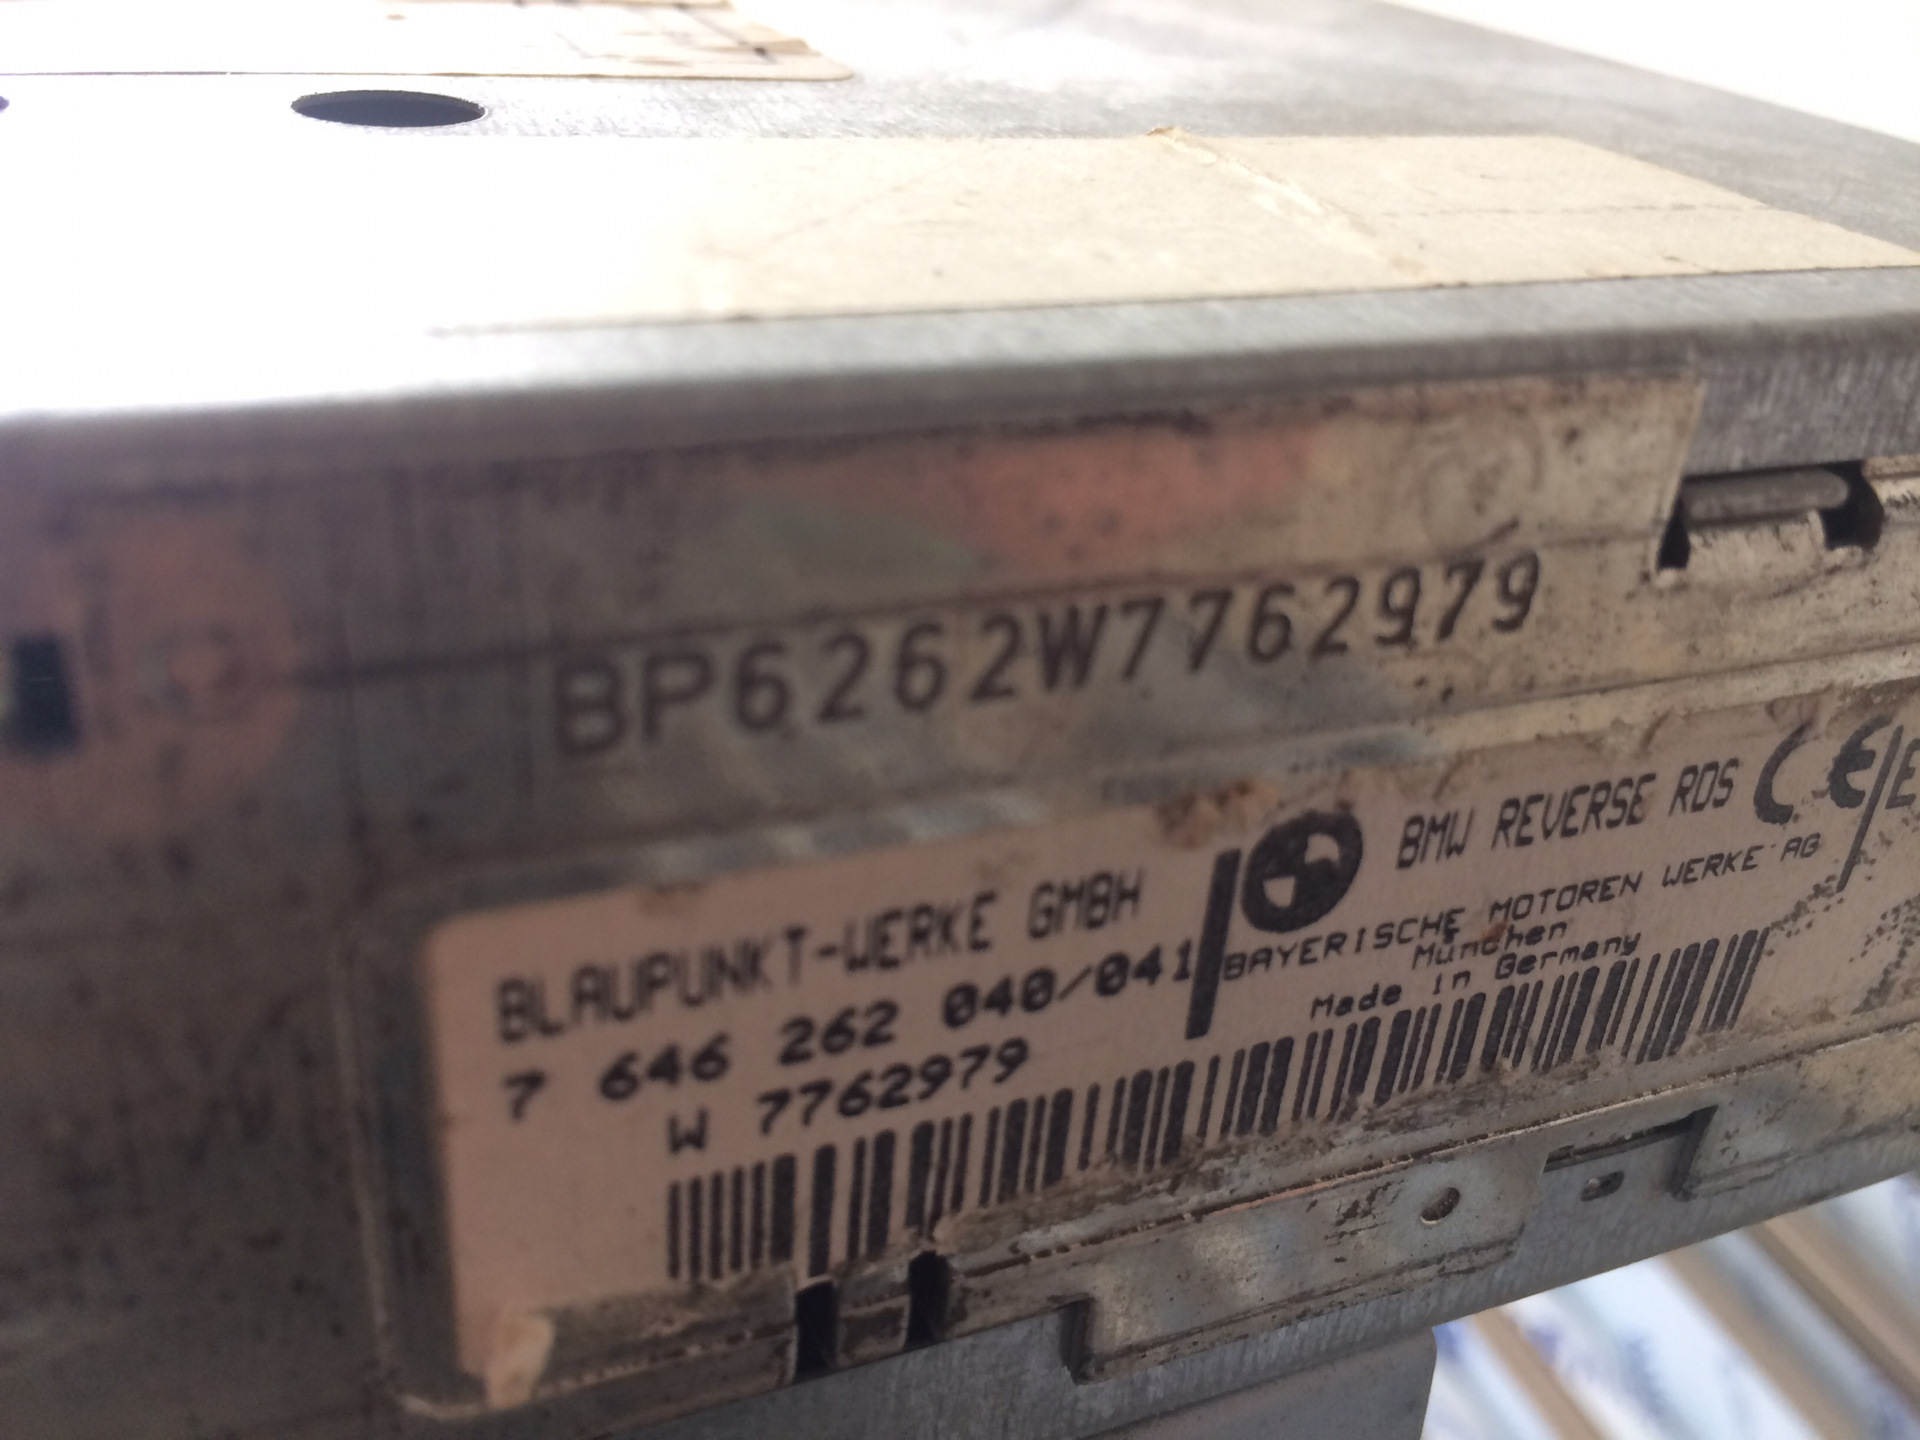 BP6262W7762979
BLAUPUNKT-WERKE GMBH
7 646 262 040/041
W 7762979
BMW REVERSE RDS CE
BAYERISCHE MOTOREN WERKE AG
München
Made in Germany